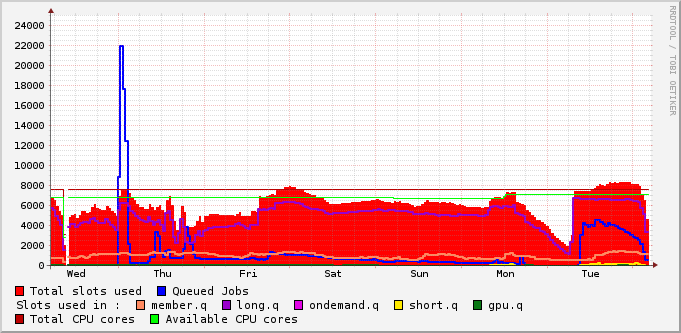 24000
22000
20000
18000
16000
14000
12000
10000
8000
6000
4000
2000
0
Wed Thu Fri Sat Sun Mon Tue
Total slots used Queued Jobs
Slots used in : member.q long.q ondemand.q short.q gpu.q
Total CPU cores Available CPU cores
RRDTOOL / TOBI OETIKER